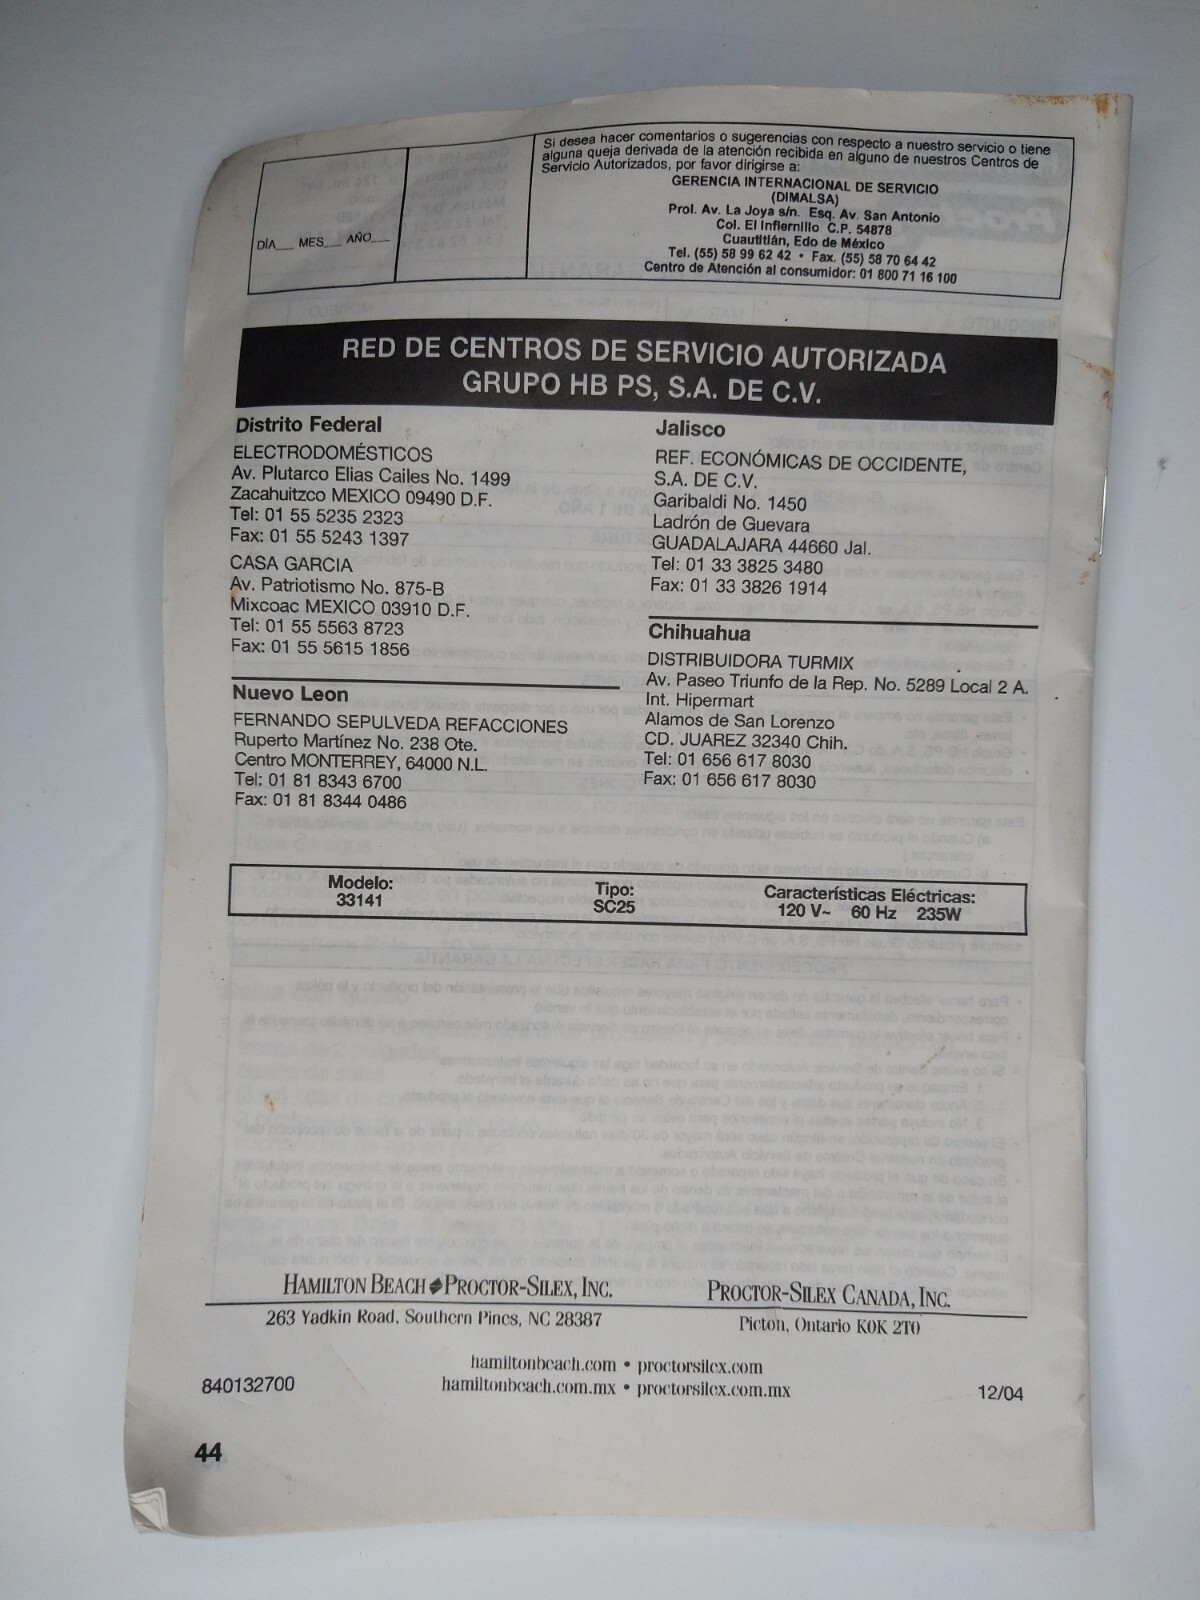 Si desea hacer comentarios o sugerencias con respecto a nuestro servicio o tiene
alguna queja derivada de la atención recibida en alguno de nuestros Centros de
Servicio Autorizados, por favor dirigirse a:
GERENCIA INTERNACIONAL DE SERVICIO
(DIMALSA)
Prol. Av. La Joya s/n. Esq. Av. San Antonio
Col. El Infiernillo C.P. 54878
Cuautitlán, Edo de México
Tel. (55) 58 99 62 42 • Fax. (55) 58 70 64 42
Centro de Atención al consumidor: 01 800 71 16 100
DÍA___ MES___ AÑO___
RED DE CENTROS DE SERVICIO AUTORIZADA
GRUPO HB PS, S.A. DE C.V.
Distrito Federal
ELECTRODOMÉSTICOS
Av. Plutarco Elias Cailes No. 1499
Zacahuitzco MEXICO 09490 D.F.
Tel: 01 55 5235 2323
Fax: 01 55 5243 1397
CASA GARCIA
Av. Patriotismo No. 875-B
Mixcoac MEXICO 03910 D.F.
Tel: 01 55 5563 8723
Fax: 01 55 5615 1856
Nuevo Leon
FERNANDO SEPULVEDA REFACCIONES
Ruperto Martínez No. 238 Ote.
Centro MONTERREY, 64000 N.L.
Tel: 01 81 8343 6700
Fax: 01 81 8344 0486
Jalisco
REF. ECONÓMICAS DE OCCIDENTE,
S.A. DE C.V.
Garibaldi No. 1450
Ladrón de Guevara
GUADALAJARA 44660 Jal.
Tel: 01 33 3825 3480
Fax: 01 33 3826 1914
Chihuahua
DISTRIBUIDORA TURMIX
Av. Paseo Triunfo de la Rep. No. 5289 Local 2 A.
Int. Hipermart
Alamos de San Lorenzo
CD. JUAREZ 32340 Chih.
Tel: 01 656 617 8030
Fax: 01 656 617 8030
Modelo: Tipo: Características Eléctricas:
33141 SC25 120 V~ 60 Hz 235W
HAMILTON BEACH◆PROCTOR-SILEX, INC.
263 Yadkin Road, Southern Pines, NC 28387
PROCTOR-SILEX CANADA, INC.
Picton, Ontario K0K 2T0
hamiltonbeach.com • proctorsilex.com
840132700 hamiltonbeach.com.mx • proctorsilex.com.mx 12/04
44